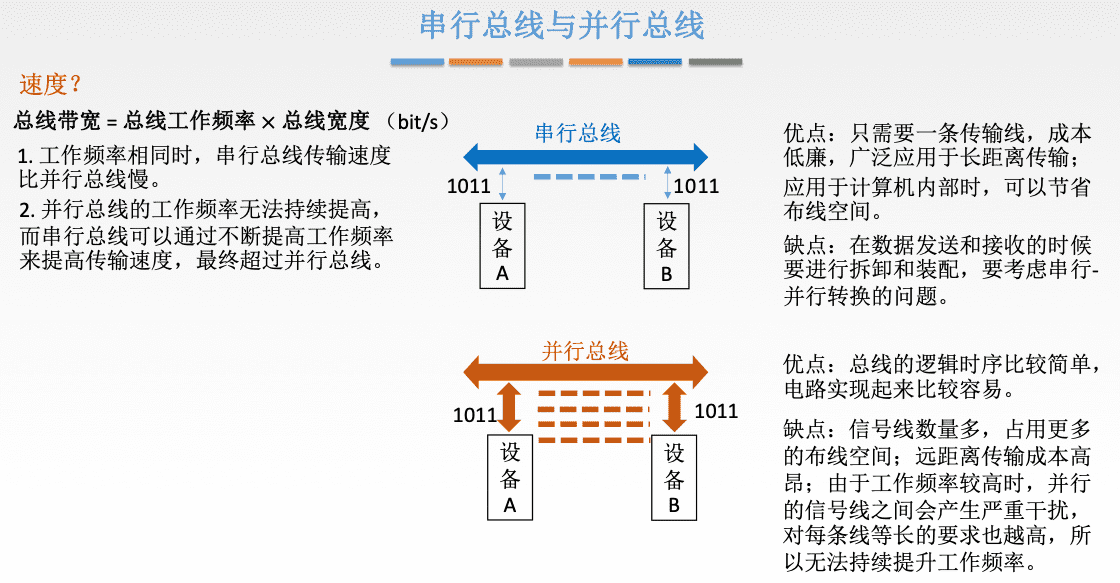 串行总线与并行总线
速度？
总线带宽 = 总线工作频率 × 总线宽度 （bit/s）
1. 工作频率相同时，串行总线传输速度
比并行总线慢。
2. 并行总线的工作频率无法持续提高，
而串行总线可以通过不断提高工作频率
来提高传输速度，最终超过并行总线。
串行总线
1011
1011
设
备
A
设
备
B
优点：只需要一条传输线，成本
低廉，广泛应用于长距离传输；
应用于计算机内部时，可以节省
布线空间。
缺点：在数据发送和接收的时候
要进行拆卸和装配，要考虑串行-
并行转换的问题。
并行总线
1011
1011
设
备
A
设
备
B
优点：总线的逻辑时序比较简单，
电路实现起来比较容易。
缺点：信号线数量多，占用更多
的布线空间；远距离传输成本高
昂；由于工作频率较高时，并行
的信号线之间会产生严重干扰，
对每条线等长的要求也越高，所
以无法持续提升工作频率。